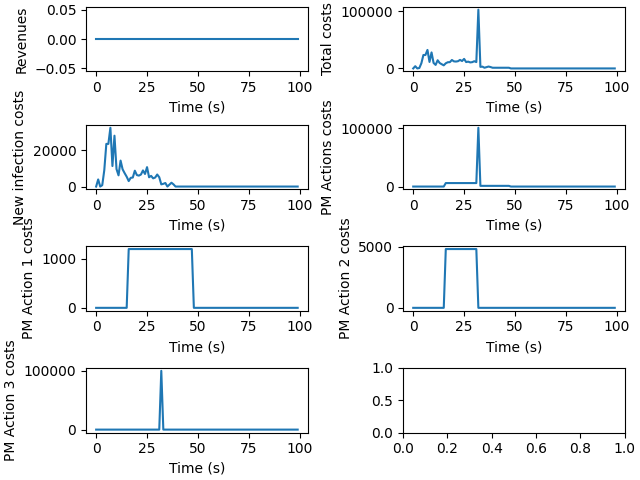 Revenues
0.05
0.00
−0.05
0 25 50 75 100
Time (s)
Total costs
100000
0
0 25 50 75 100
Time (s)
New infection costs
20000
0
0 25 50 75 100
Time (s)
PM Actions costs
100000
0
0 25 50 75 100
Time (s)
PM Action 1 costs
1000
0
0 25 50 75 100
Time (s)
PM Action 2 costs
5000
0
0 25 50 75 100
Time (s)
PM Action 3 costs
100000
0
0 25 50 75 100
Time (s)
1.0
0.5
0.0
0.0 0.2 0.4 0.6 0.8 1.0